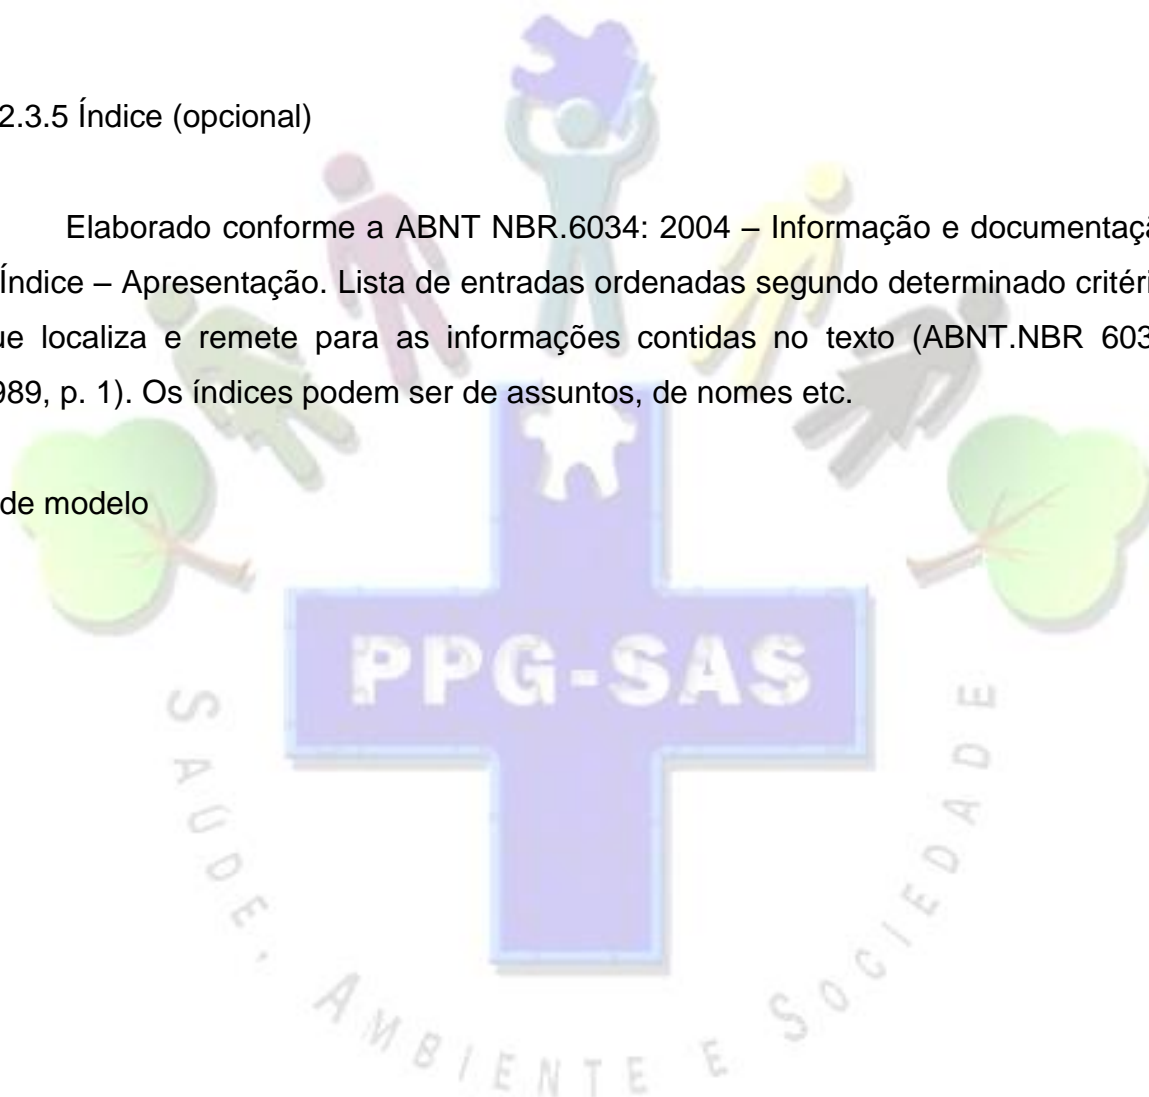 2.3.5 Índice (opcional)
Elaborado conforme a ABNT NBR.6034: 2004 – Informação e documentaçã
Índice – Apresentação. Lista de entradas ordenadas segundo determinado critéri
ue localiza e remete para as informações contidas no texto (ABNT.NBR 603
989, p. 1). Os índices podem ser de assuntos, de nomes etc.
de modelo
PPG-SAS
SAÚDE, AMBIENTE E SOCIEDADE